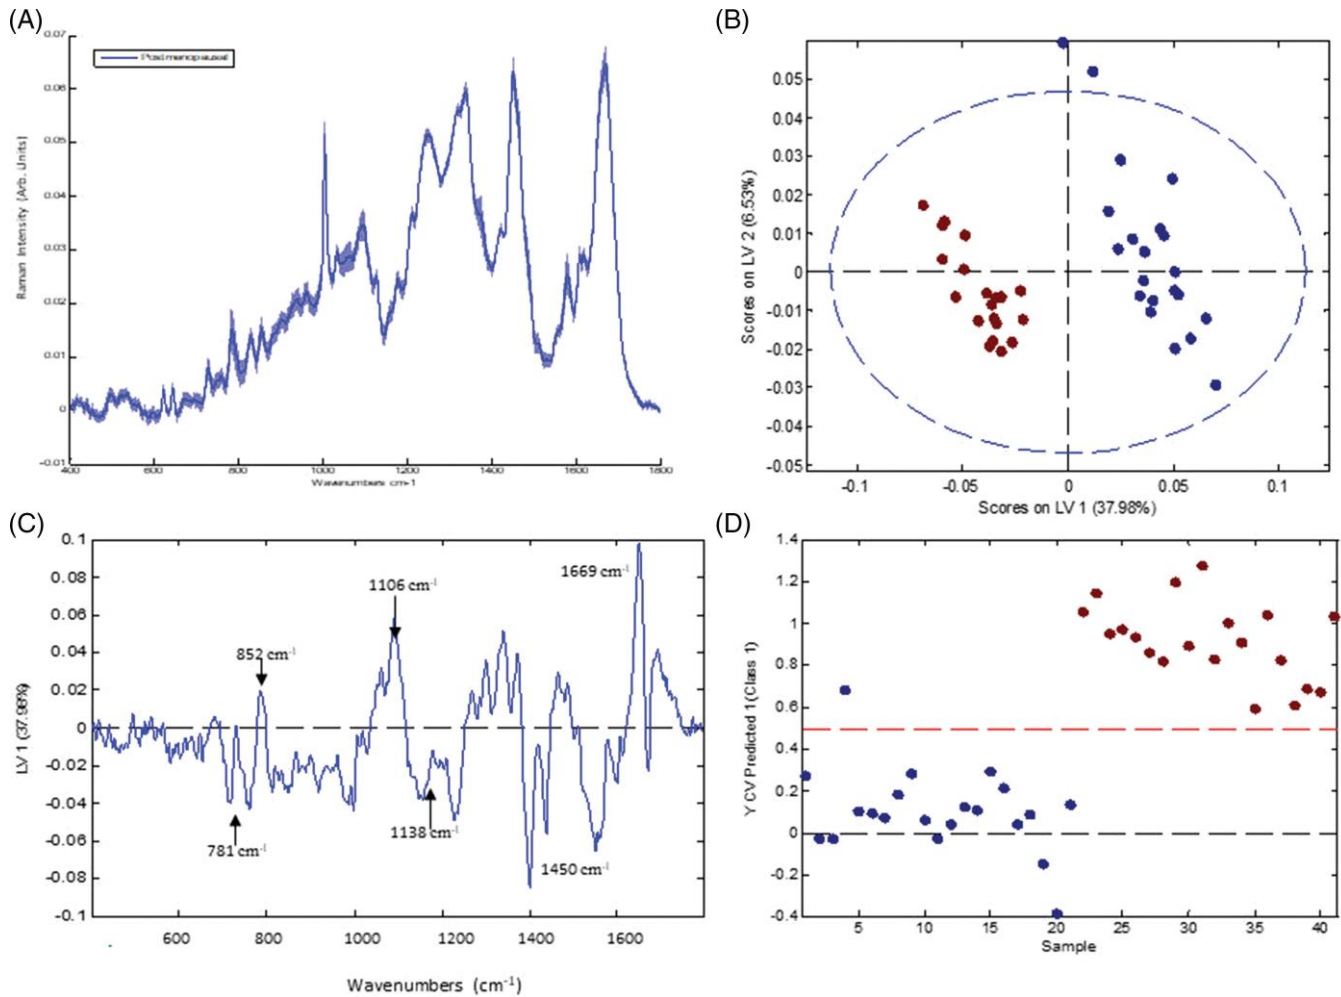 (A)
0.07
0.06
0.05
0.04
0.03
0.02
0.01
0
-0.01
Raman Intensity (Arb. Units)
Postmenopausal
400 600 800 1000 1200 1400 1600 1800
Wavenumbers cm-1
(B)
0.05
0.04
0.03
0.02
0.01
0
-0.01
-0.02
-0.03
-0.04
-0.05
Scores on LV 2 (6.53%)
-0.1 -0.05 0 0.05 0.1
Scores on LV 1 (37.98%)
(C)
0.1
0.08
0.06
0.04
0.02
0
-0.02
-0.04
-0.06
-0.08
-0.1
LV 1 (37.98%)
1669 cm-1
1106 cm-1
852 cm-1
1138 cm-1
781 cm-1
1450 cm-1
600 800 1000 1200 1400 1600
Wavenumbers (cm-1)
(D)
1.4
1.2
1
0.8
0.6
0.4
0.2
0
-0.2
-0.4
Y CV Predicted 1 (Class 1)
5 10 15 20 25 30 35 40
Sample